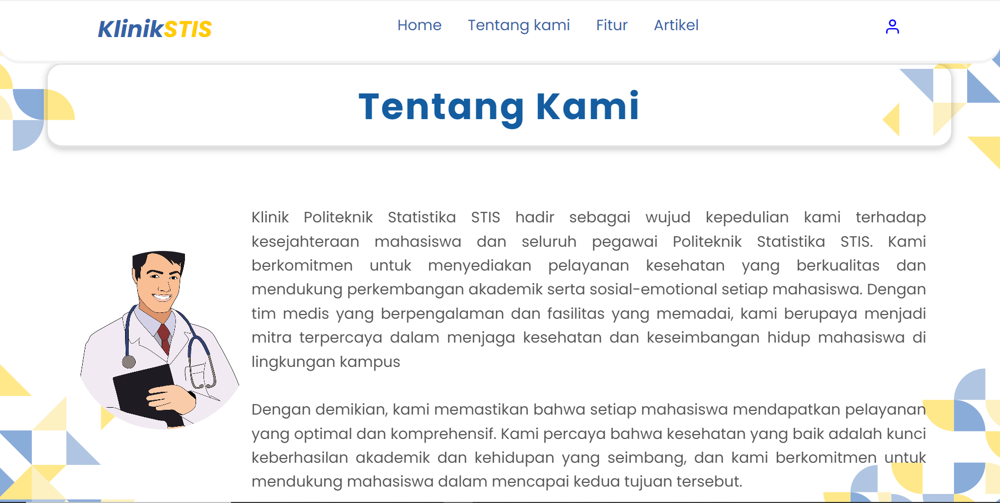 KlinikSTIS
Home Tentang kami Fitur Artikel
Tentang Kami
Klinik Politeknik Statistika STIS hadir sebagai wujud kepedulian kami terhadap
kesejahteraan mahasiswa dan seluruh pegawai Politeknik Statistika STIS. Kami
berkomitmen untuk menyediakan pelayanan kesehatan yang berkualitas dan
mendukung perkembangan akademik serta sosial-emotional setiap mahasiswa. Dengan
tim medis yang berpengalaman dan fasilitas yang memadai, kami berupaya menjadi
mitra terpercaya dalam menjaga kesehatan dan keseimbangan hidup mahasiswa di
lingkungan kampus
Dengan demikian, kami memastikan bahwa setiap mahasiswa mendapatkan pelayanan
yang optimal dan komprehensif. Kami percaya bahwa kesehatan yang baik adalah kunci
keberhasilan akademik dan kehidupan yang seimbang, dan kami berkomitmen untuk
mendukung mahasiswa dalam mencapai kedua tujuan tersebut.